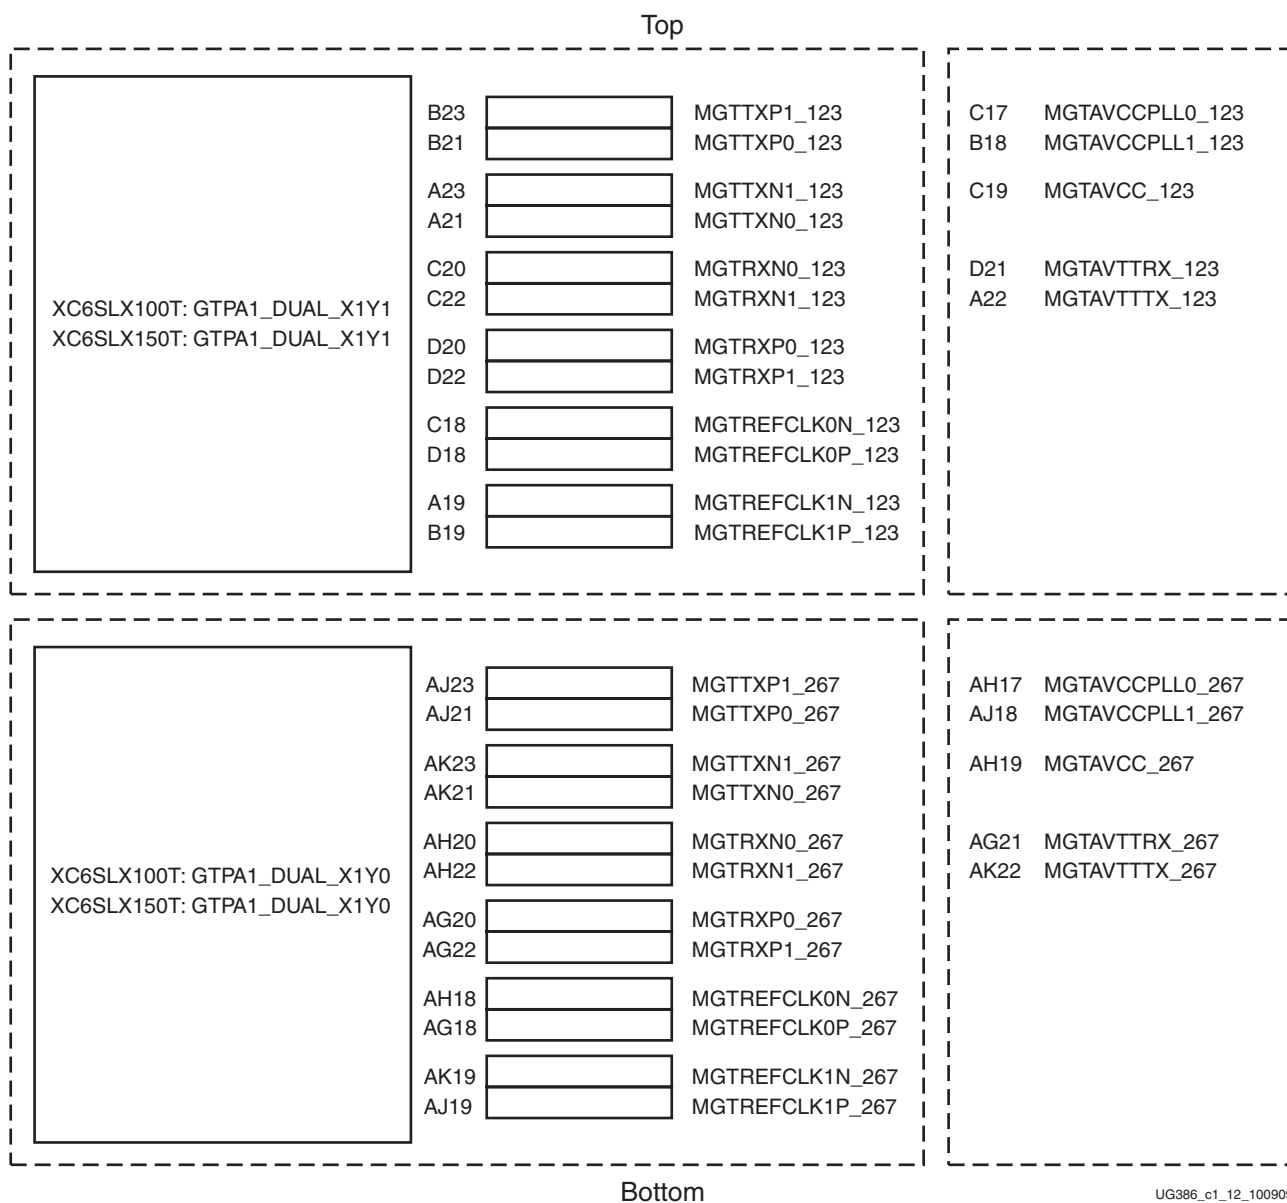 Top
XC6SLX100T: GTPA1_DUAL_X1Y1
XC6SLX150T: GTPA1_DUAL_X1Y1
B23 MGTTXP1_123
B21 MGTTXP0_123
A23 MGTTXN1_123
A21 MGTTXN0_123
C20 MGTRXN0_123
C22 MGTRXN1_123
D20 MGTRXP0_123
D22 MGTRXP1_123
C18 MGTREFCLK0N_123
D18 MGTREFCLK0P_123
A19 MGTREFCLK1N_123
B19 MGTREFCLK1P_123
C17 MGTAVCCPLL0_123
B18 MGTAVCCPLL1_123
C19 MGTAVCC_123
D21 MGTAVTTRX_123
A22 MGTAVTTTX_123
XC6SLX100T: GTPA1_DUAL_X1Y0
XC6SLX150T: GTPA1_DUAL_X1Y0
AJ23 MGTTXP1_267
AJ21 MGTTXP0_267
AK23 MGTTXN1_267
AK21 MGTTXN0_267
AH20 MGTRXN0_267
AH22 MGTRXN1_267
AG20 MGTRXP0_267
AG22 MGTRXP1_267
AH18 MGTREFCLK0N_267
AG18 MGTREFCLK0P_267
AK19 MGTREFCLK1N_267
AJ19 MGTREFCLK1P_267
AH17 MGTAVCCPLL0_267
AJ18 MGTAVCCPLL1_267
AH19 MGTAVCC_267
AG21 MGTAVTTRX_267
AK22 MGTAVTTTX_267
Bottom